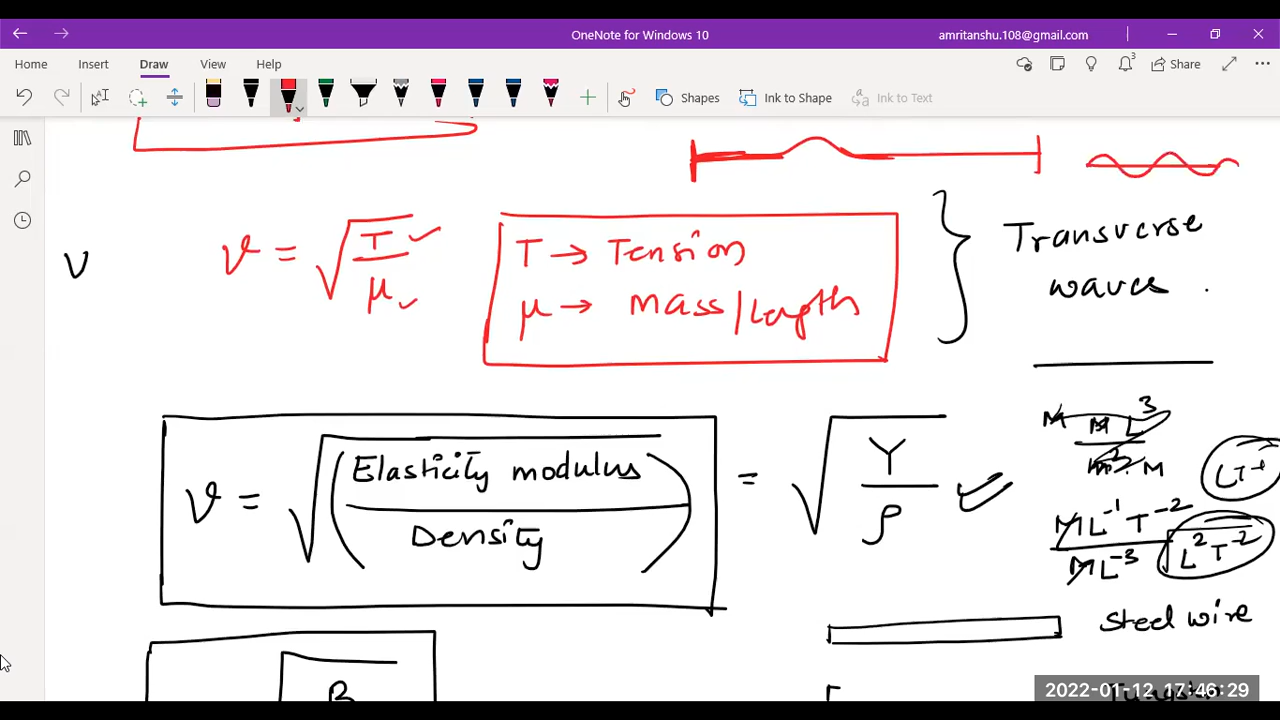 OneNote for Windows 10
amritanshu.108@gmail.com
Home Insert Draw View Help
Share
Shapes Ink to Shape Ink to Text
v v = √(T/μ)
T → Tension
μ → Mass/Length
Transverse
waves .
v = √(Elasticity modulus / Density) = √(Y/ρ)
ML⁻¹T⁻²
ML⁻³
L²T⁻²
Steel wire
B
2022-01-12 17:46:29